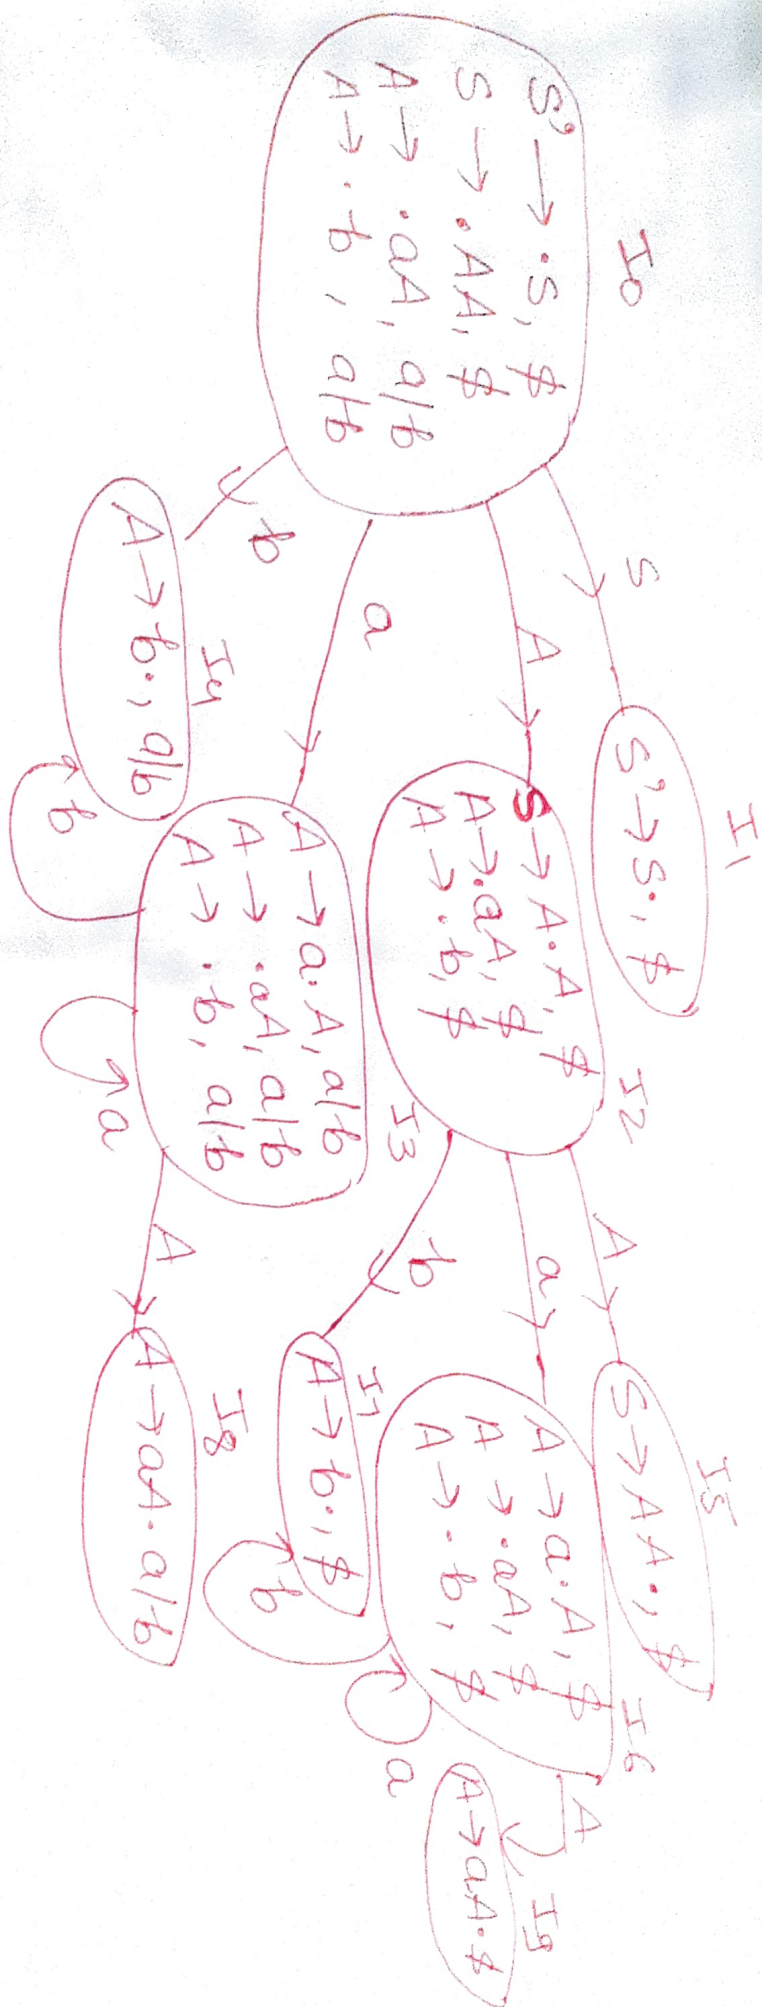 I0
S' → .S, $
S → .AA, $
A → .aA, a/b
A → .b, a/b
S
A
a
b
I1
S' → S., $
I2
S → A.A, $
A → .aA, $
A → .b, $
I3
A → a.A, a/b
A → .aA, a/b
A → .b, a/b
I4
A → b., a/b
b
a
A
A
a
b
I5
S → AA., $
I6
A → a.A, $
A → .aA, $
A → .b, $
I7
A → b., $
b
a
A
I8
A → aA. a/b
I9
A → aA. $